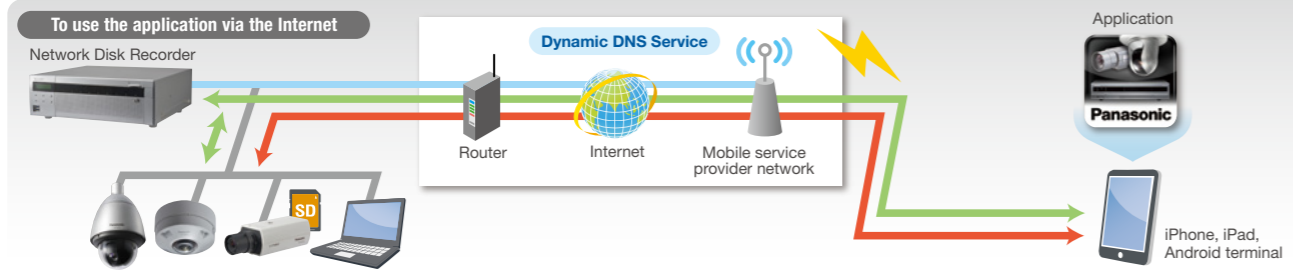 To use the application via the Internet
Network Disk Recorder
Dynamic DNS Service
Router
Internet
Mobile service
provider network
SD
Application
Panasonic
iPhone, iPad,
Android terminal